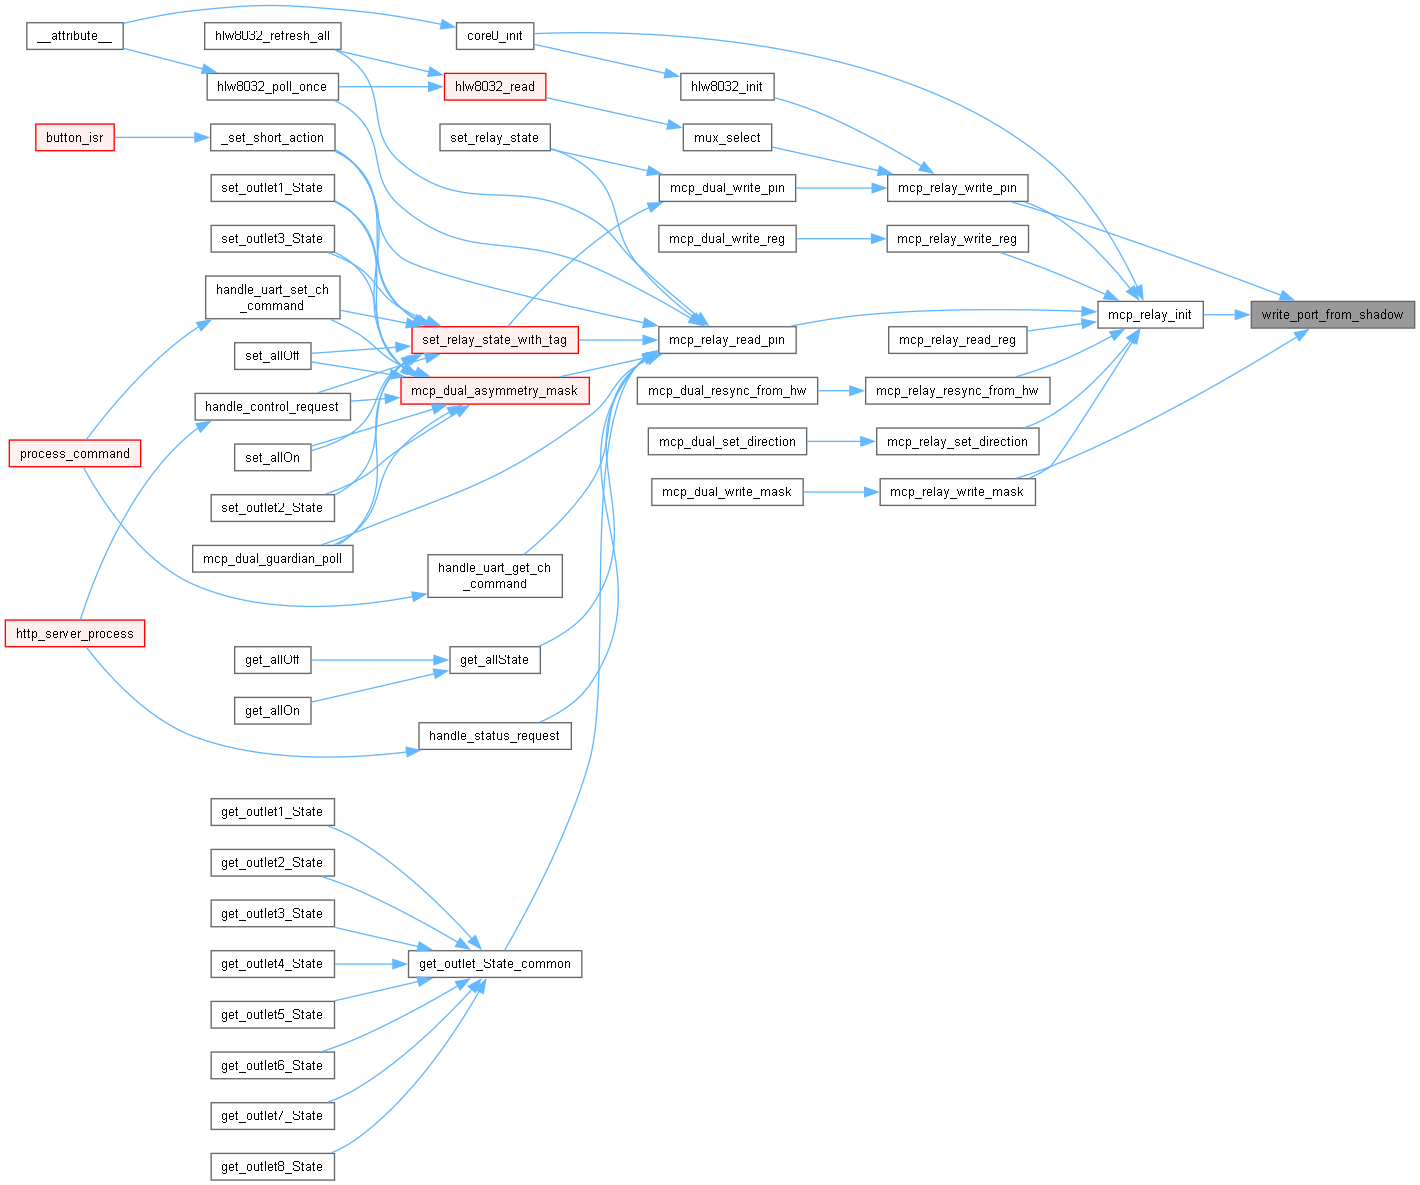 __attribute__
hlw8032_refresh_all
core0_init
hlw8032_poll_once
hlw8032_read
hlw8032_init
button_isr
_set_short_action
set_relay_state
mux_select
set_outlet1_State
mcp_dual_write_pin
mcp_relay_write_pin
set_outlet3_State
mcp_dual_write_reg
mcp_relay_write_reg
handle_uart_set_ch
_command
mcp_relay_init
write_port_from_shadow
set_allOff
set_relay_state_with_tag
mcp_relay_read_pin
mcp_relay_read_reg
handle_control_request
mcp_dual_asymmetry_mask
mcp_dual_resync_from_hw
mcp_relay_resync_from_hw
process_command
set_allOn
mcp_dual_set_direction
mcp_relay_set_direction
set_outlet2_State
mcp_dual_write_mask
mcp_relay_write_mask
mcp_dual_guardian_poll
handle_uart_get_ch
_command
http_server_process
get_allOff
get_allState
get_allOn
handle_status_request
get_outlet1_State
get_outlet2_State
get_outlet3_State
get_outlet4_State
get_outlet_State_common
get_outlet5_State
get_outlet6_State
get_outlet7_State
get_outlet8_State